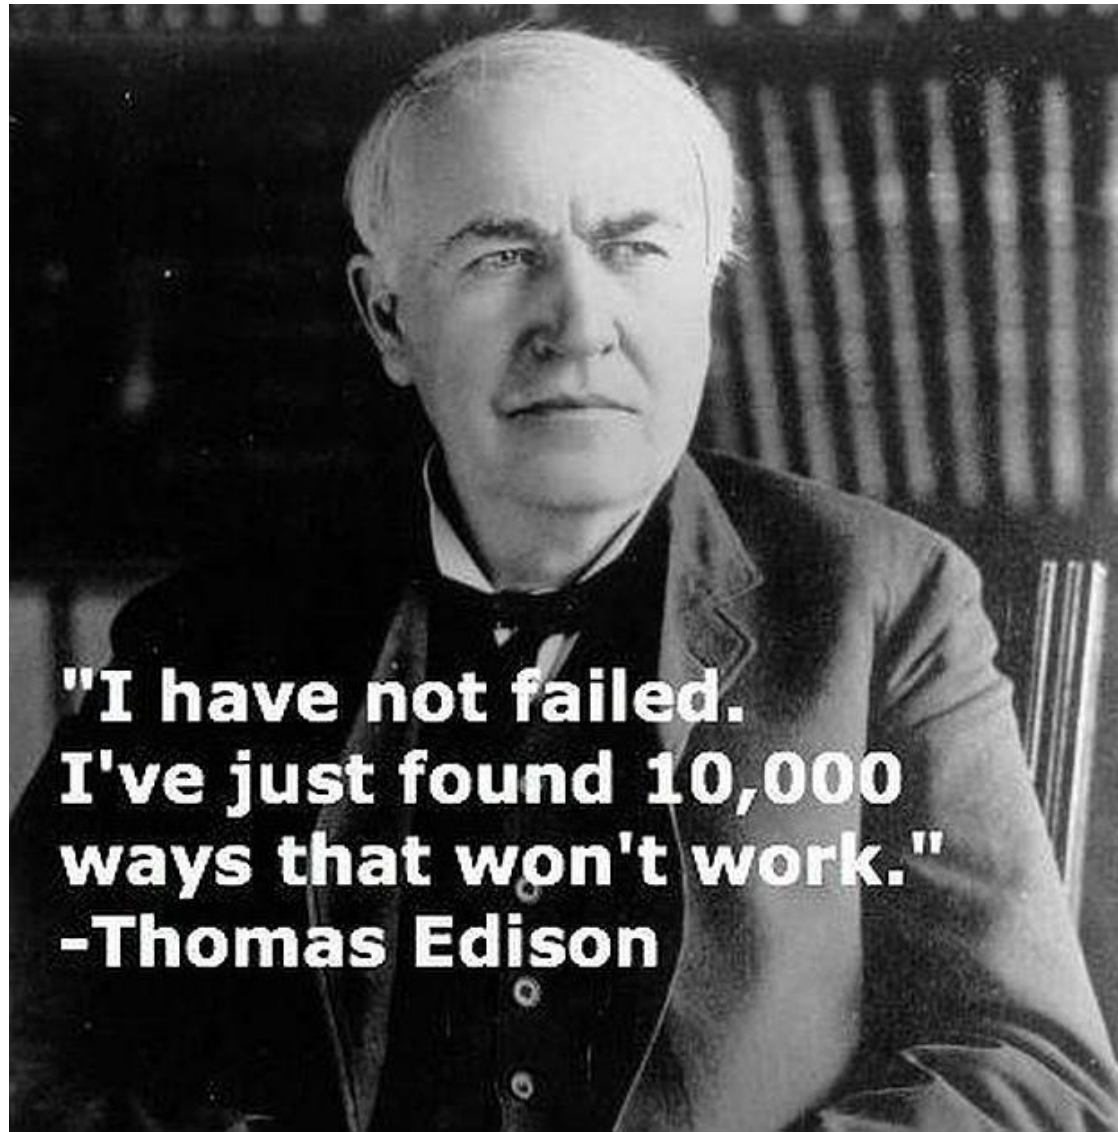 "I have not failed.
I've just found 10,000
ways that won't work."
-Thomas Edison